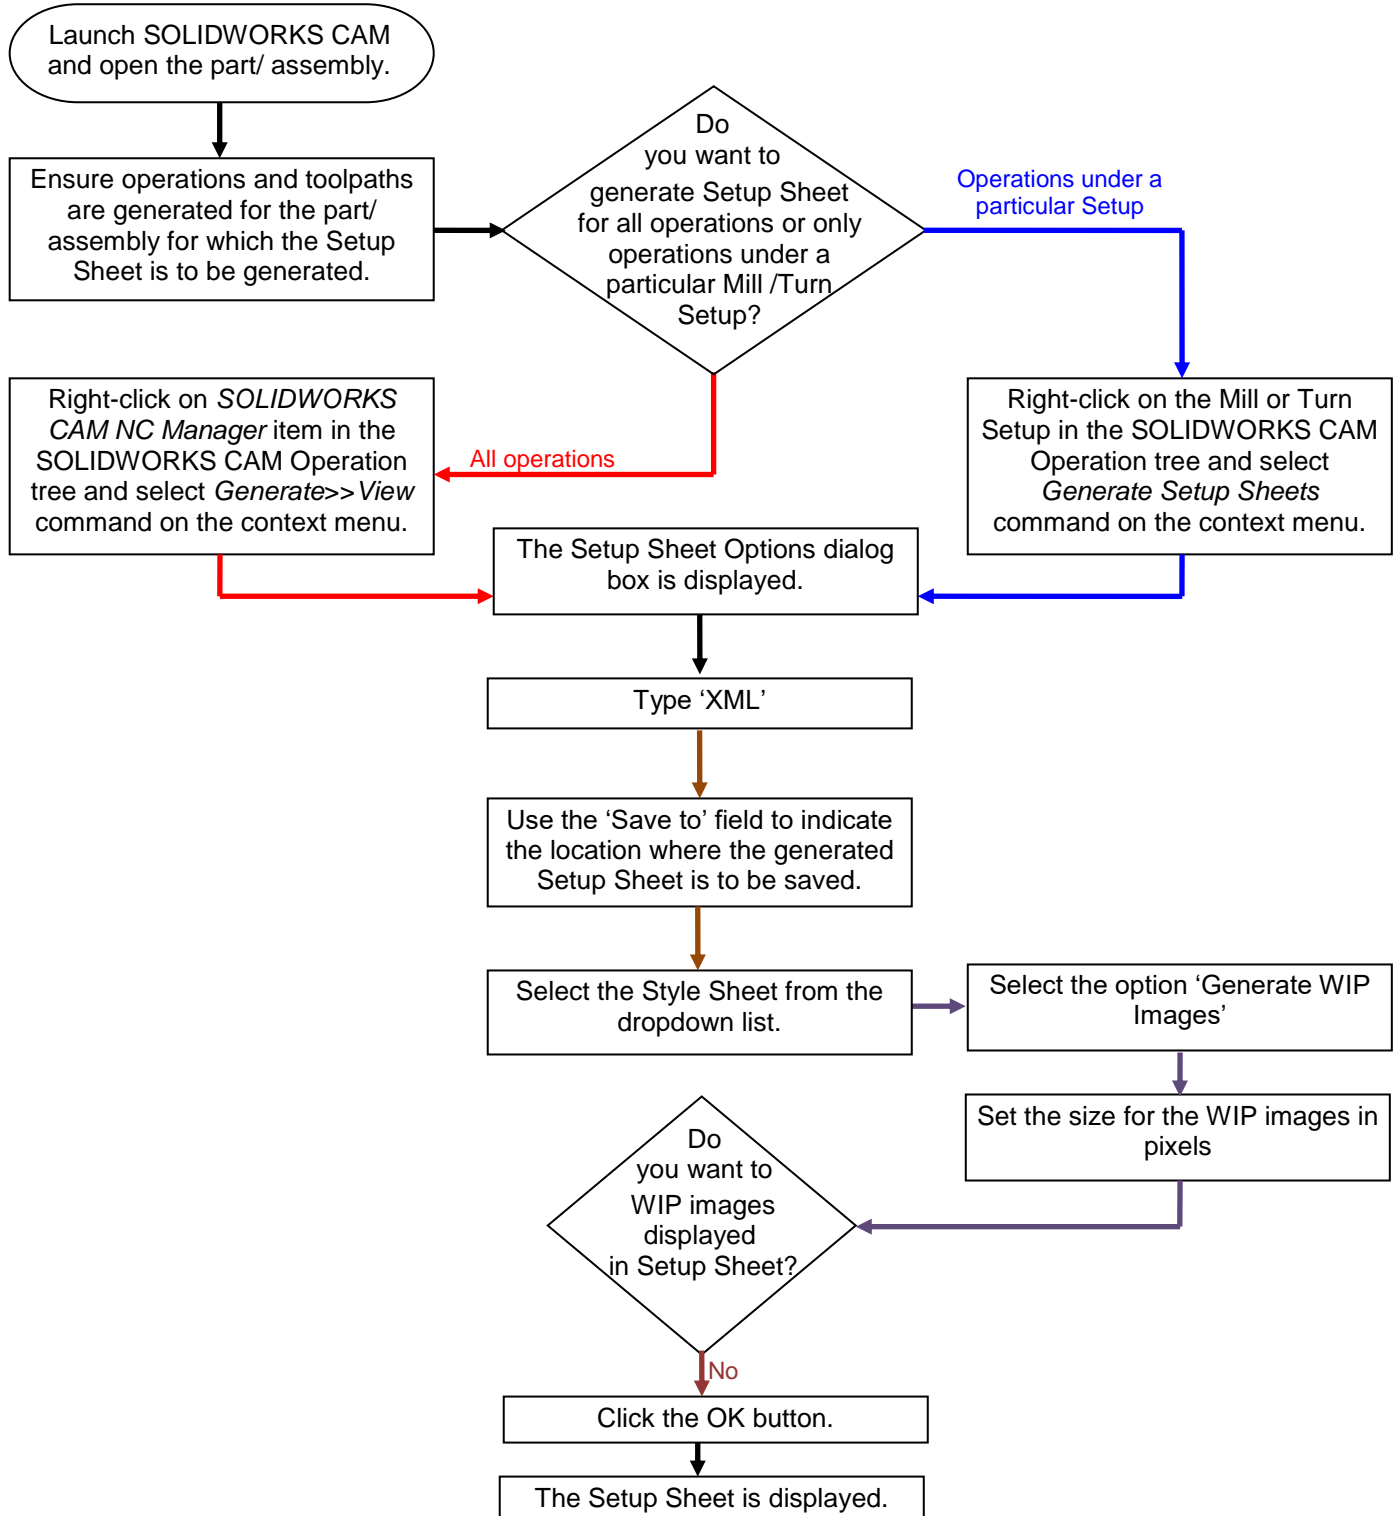 Launch SOLIDWORKS CAM
and open the part/ assembly.
Ensure operations and toolpaths
are generated for the part/
assembly for which the Setup
Sheet is to be generated.
Do
you want to
generate Setup Sheet
for all operations or only
operations under a
particular Mill /Turn
Setup?
Operations under a
particular Setup
All operations
Right-click on SOLIDWORKS
CAM NC Manager item in the
SOLIDWORKS CAM Operation
tree and select Generate>>View
command on the context menu.
Right-click on the Mill or Turn
Setup in the SOLIDWORKS CAM
Operation tree and select
Generate Setup Sheets
command on the context menu.
The Setup Sheet Options dialog
box is displayed.
Type ‘XML’
Use the ‘Save to’ field to indicate
the location where the generated
Setup Sheet is to be saved.
Select the Style Sheet from the
dropdown list.
Select the option ‘Generate WIP
Images’
Set the size for the WIP images in
pixels
Do
you want to
WIP images
displayed
in Setup Sheet?
No
Click the OK button.
The Setup Sheet is displayed.